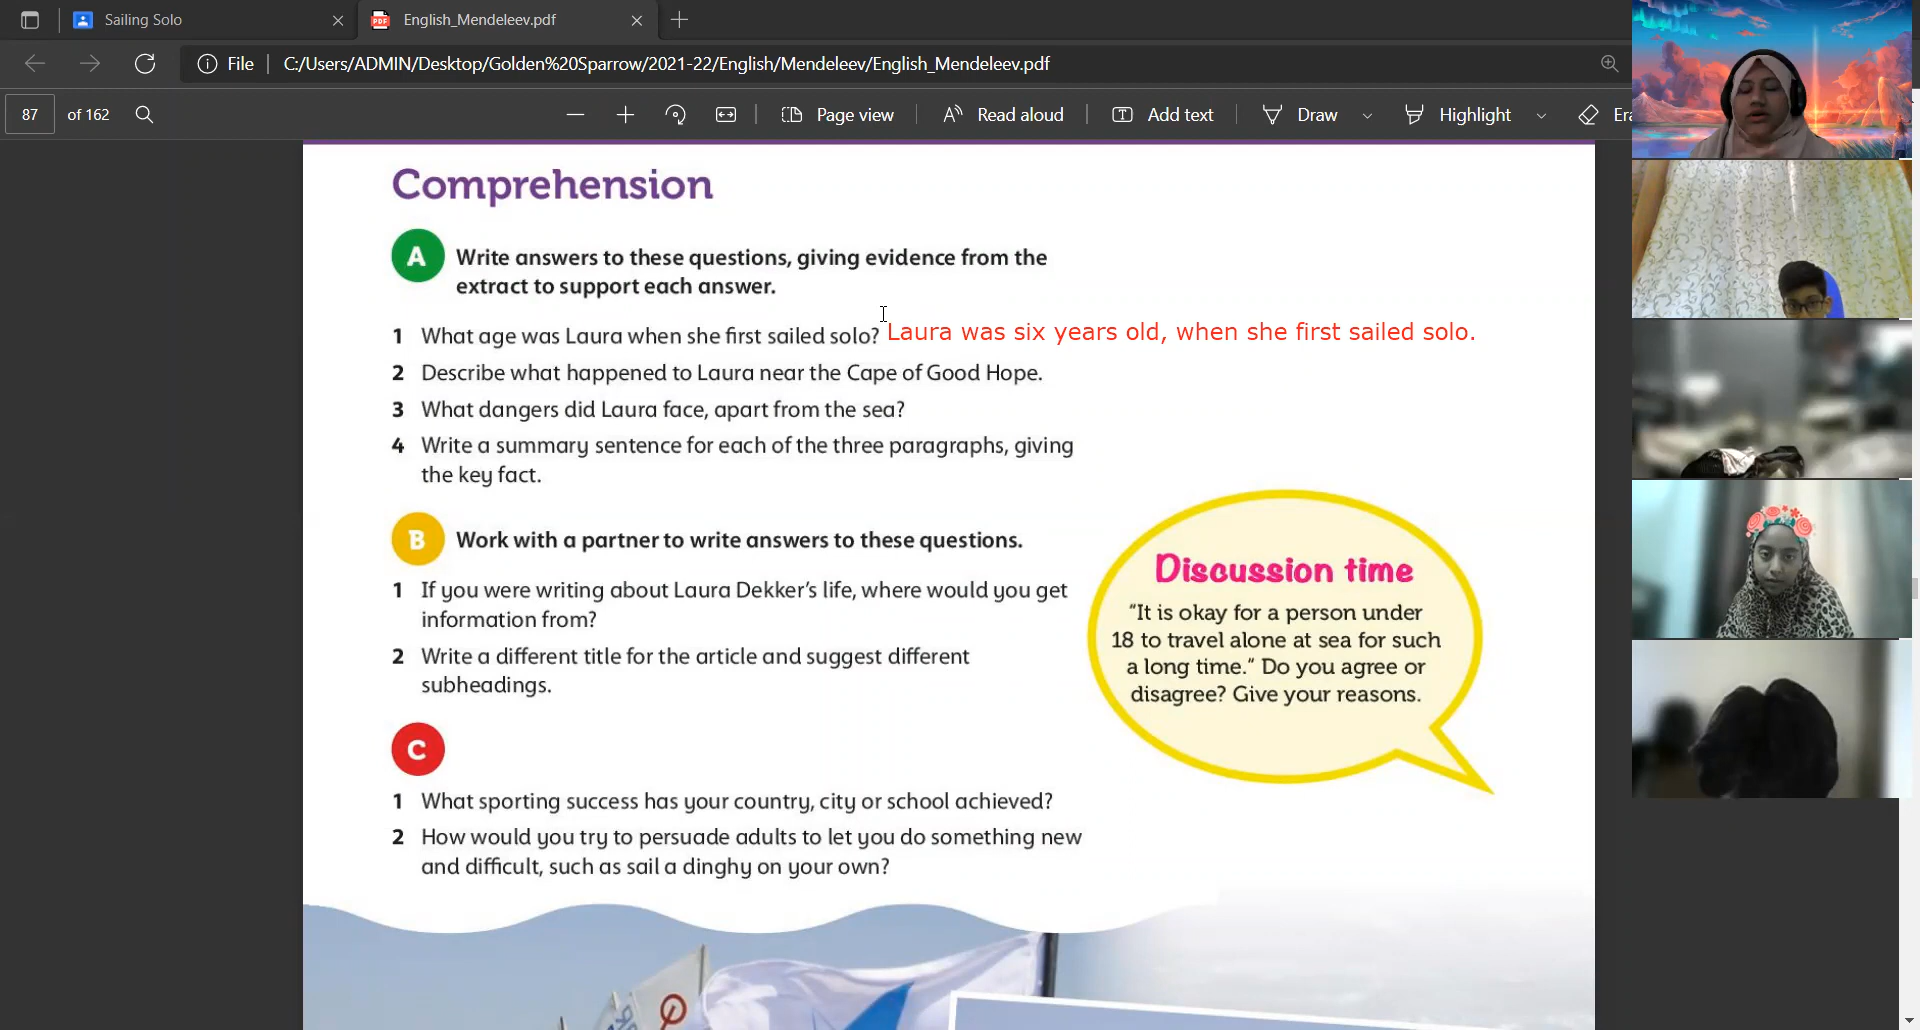 Sailing Solo
English_Mendeleev.pdf
File
C:/Users/ADMIN/Desktop/Golden%20Sparrow/2021-22/English/Mendeleev/English_Mendeleev.pdf
87 of 162
Page view
Read aloud
Add text
Draw
Highlight
Era
Comprehension
A Write answers to these questions, giving evidence from the
extract to support each answer.
1 What age was Laura when she first sailed solo? Laura was six years old, when she first sailed solo.
2 Describe what happened to Laura near the Cape of Good Hope.
3 What dangers did Laura face, apart from the sea?
4 Write a summary sentence for each of the three paragraphs, giving
the key fact.
B Work with a partner to write answers to these questions.
1 If you were writing about Laura Dekker's life, where would you get
information from?
2 Write a different title for the article and suggest different
subheadings.
Discussion time
"It is okay for a person under
18 to travel alone at sea for such
a long time." Do you agree or
disagree? Give your reasons.
C
1 What sporting success has your country, city or school achieved?
2 How would you try to persuade adults to let you do something new
and difficult, such as sail a dinghy on your own?